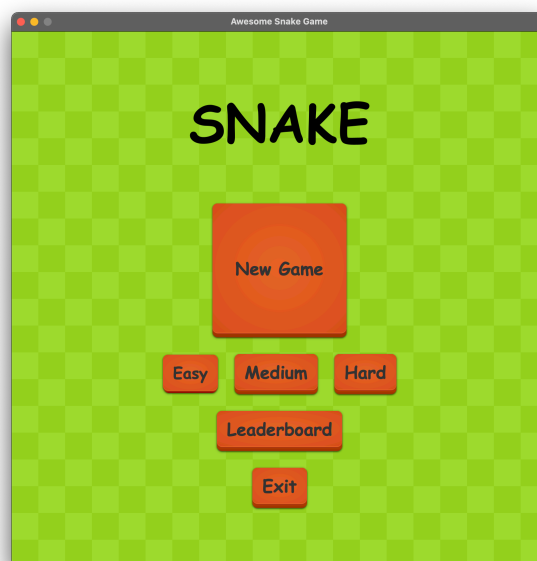 Awesome Snake Game
SNAKE
New Game
Easy Medium Hard
Leaderboard
Exit